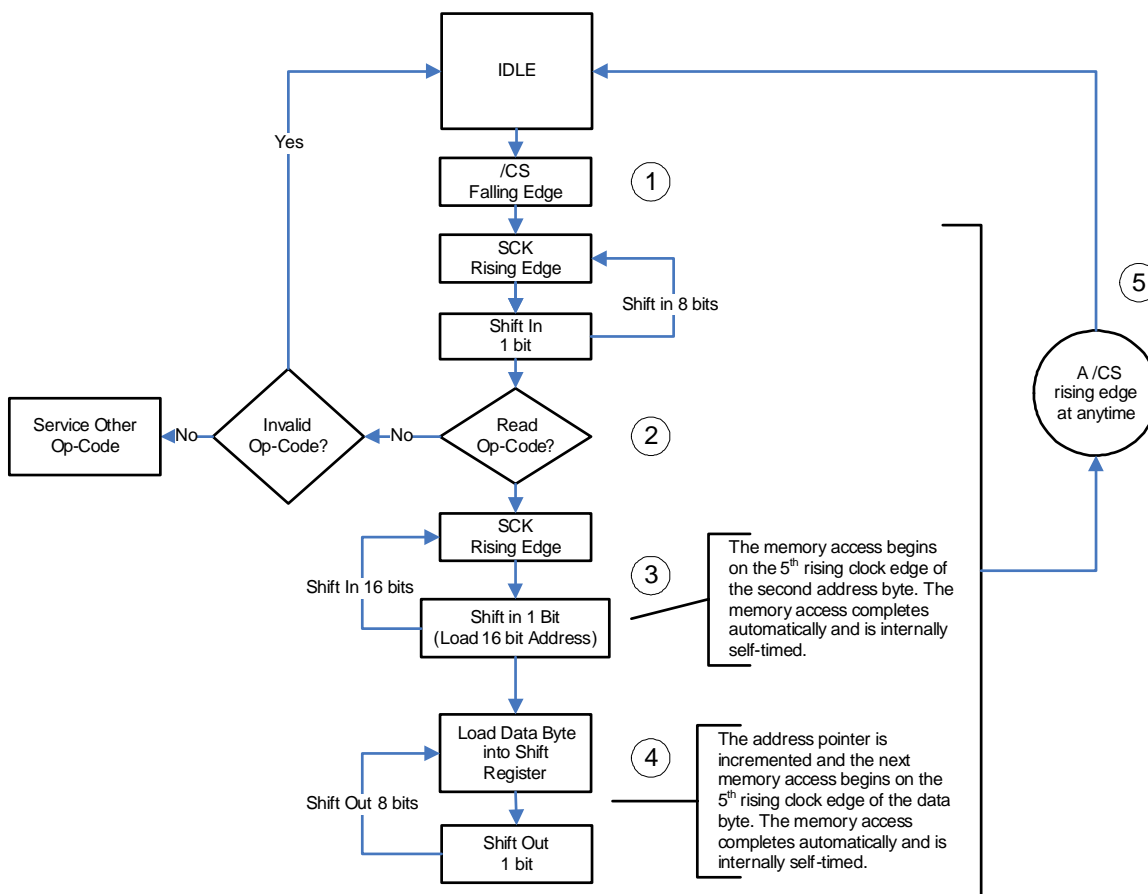 IDLE
Yes
/CS
Falling Edge
1
SCK
Rising Edge
Shift in 8 bits
5
Shift In
1 bit
A /CS
rising edge
at anytime
Service Other
Op-Code
No
Invalid
Op-Code?
No
Read
Op-Code?
2
SCK
Rising Edge
Shift In 16 bits
3
Shift in 1 Bit
(Load 16 bit Address)
The memory access begins
on the 5th rising clock edge of
the second address byte. The
memory access completes
automatically and is internally
self-timed.
Load Data Byte
into Shift
Register
4
Shift Out 8 bits
Shift Out
1 bit
The address pointer is
incremented and the next
memory access begins on the
5th rising clock edge of the data
byte. The memory access
completes automatically and is
internally self-timed.